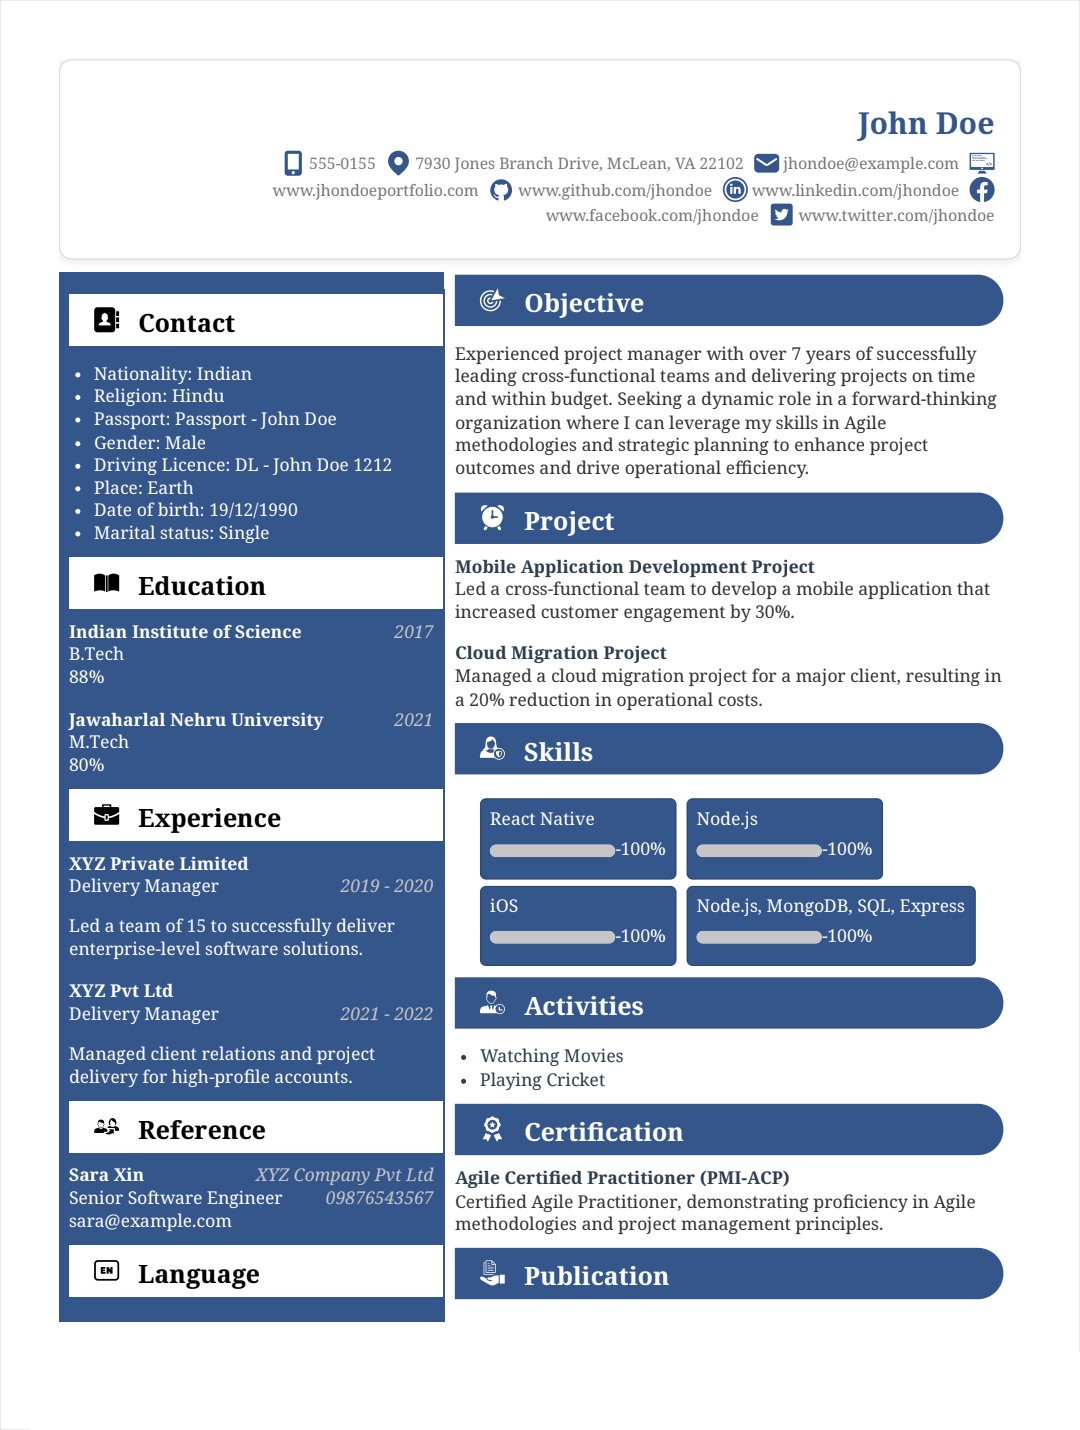 John Doe
555-0155 7930 Jones Branch Drive, McLean, VA 22102 jhondoe@example.com
www.jhondoeportfolio.com www.github.com/jhondoe www.linkedin.com/jhondoe
www.facebook.com/jhondoe www.twitter.com/jhondoe
Contact
• Nationality: Indian
• Religion: Hindu
• Passport: Passport - John Doe
• Gender: Male
• Driving Licence: DL - John Doe 1212
• Place: Earth
• Date of birth: 19/12/1990
• Marital status: Single
Education
Indian Institute of Science 2017
B.Tech
88%
Jawaharlal Nehru University 2021
M.Tech
80%
Experience
XYZ Private Limited
Delivery Manager 2019 - 2020
Led a team of 15 to successfully deliver
enterprise-level software solutions.
XYZ Pvt Ltd
Delivery Manager 2021 - 2022
Managed client relations and project
delivery for high-profile accounts.
Reference
Sara Xin XYZ Company Pvt Ltd
Senior Software Engineer 09876543567
sara@example.com
EN Language
Objective
Experienced project manager with over 7 years of successfully
leading cross-functional teams and delivering projects on time
and within budget. Seeking a dynamic role in a forward-thinking
organization where I can leverage my skills in Agile
methodologies and strategic planning to enhance project
outcomes and drive operational efficiency.
Project
Mobile Application Development Project
Led a cross-functional team to develop a mobile application that
increased customer engagement by 30%.
Cloud Migration Project
Managed a cloud migration project for a major client, resulting in
a 20% reduction in operational costs.
Skills
React Native
-100%
Node.js
-100%
iOS
-100%
Node.js, MongoDB, SQL, Express
-100%
Activities
• Watching Movies
• Playing Cricket
Certification
Agile Certified Practitioner (PMI-ACP)
Certified Agile Practitioner, demonstrating proficiency in Agile
methodologies and project management principles.
Publication